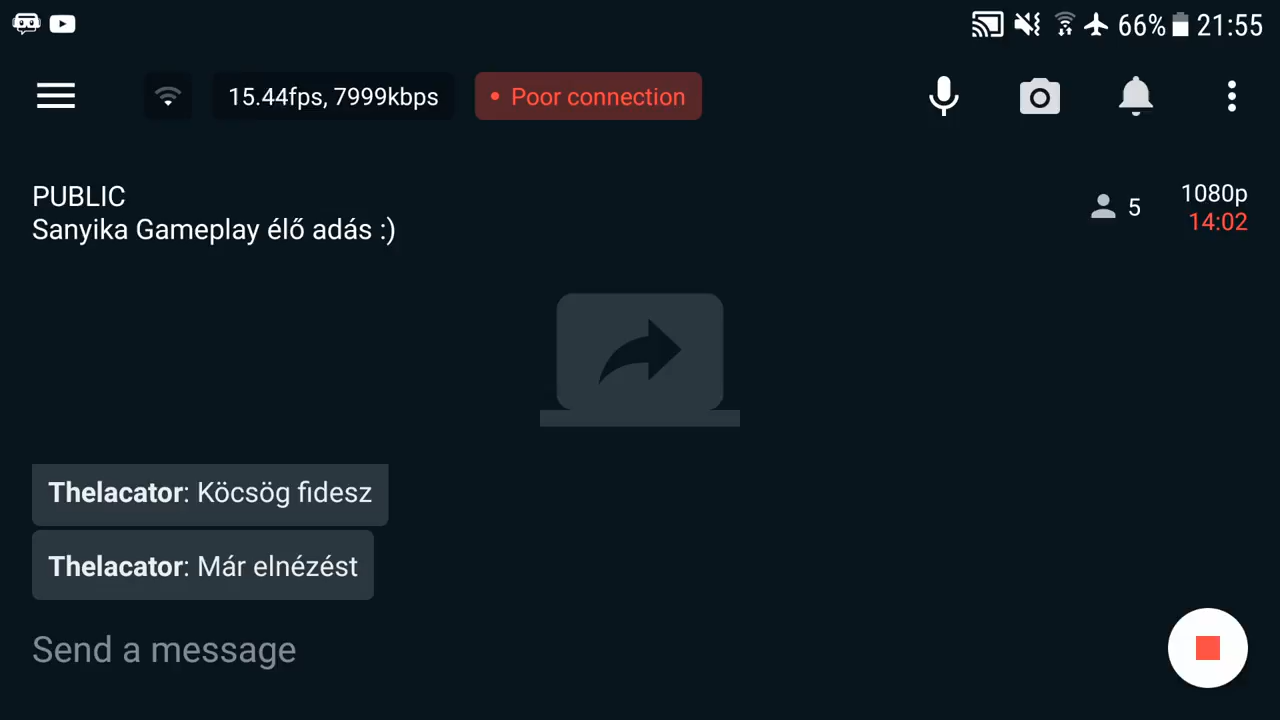 66% 21:55
15.44fps, 7999kbps
• Poor connection
PUBLIC
Sanyika Gameplay élő adás :)
5
1080p
14:02
Thelacator: Köcsög fidesz
Thelacator: Már elnézést
Send a message